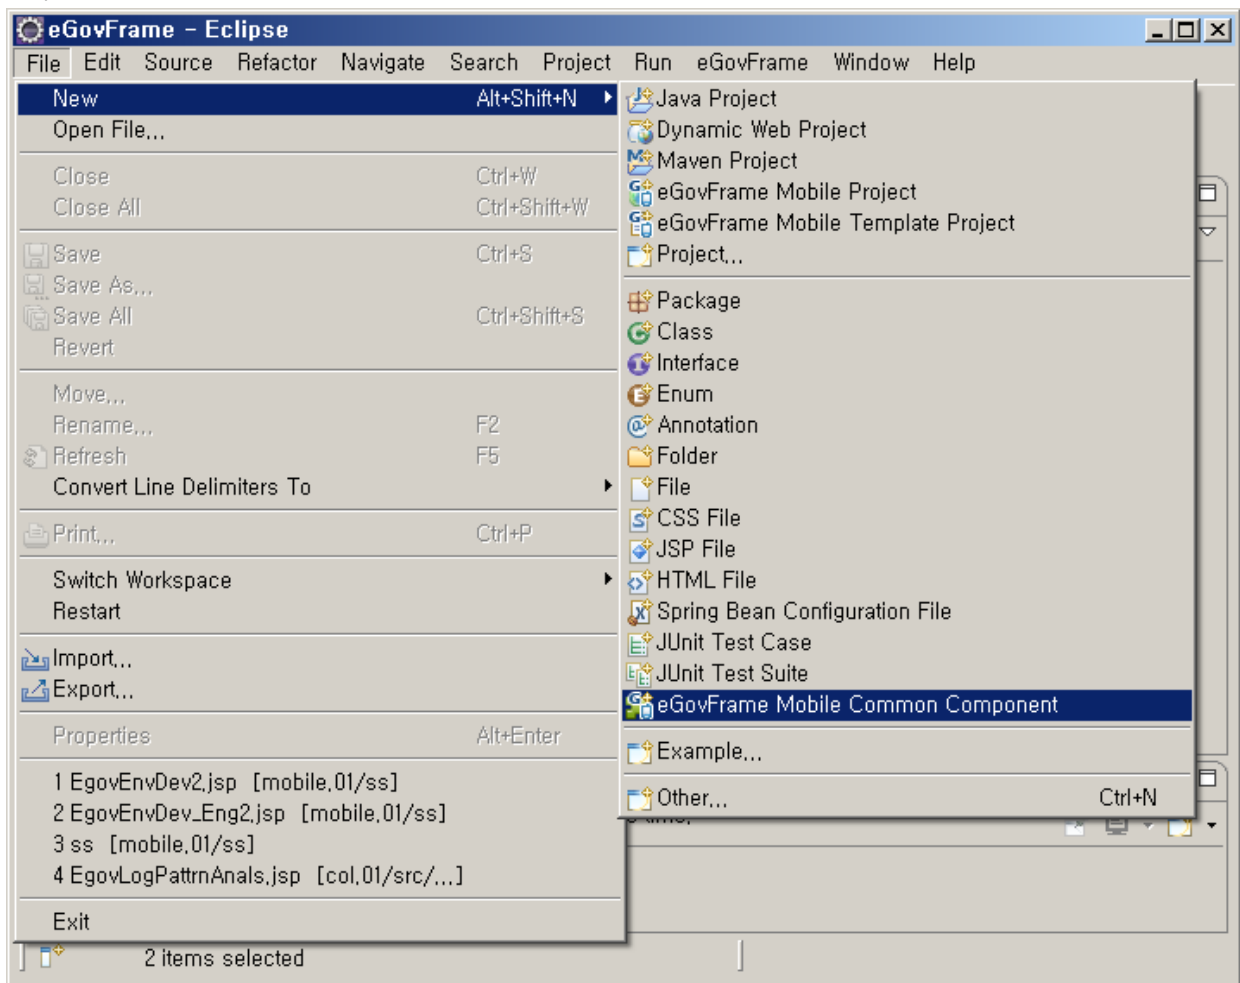 eGovFrame - Eclipse
File Edit Source Refactor Navigate Search Project Run eGovFrame Window Help
New Alt+Shift+N
Open File...
Close Ctrl+W
Close All Ctrl+Shift+W
Save Ctrl+S
Save As...
Save All Ctrl+Shift+S
Revert
Move...
Rename... F2
Refresh F5
Convert Line Delimiters To
Print... Ctrl+P
Switch Workspace
Restart
Import...
Export...
Properties Alt+Enter
1 EgovEnvDev2.jsp [mobile.01/ss]
2 EgovEnvDev_Eng2.jsp [mobile.01/ss]
3 ss [mobile.01/ss]
4 EgovLogPattrnAnals.jsp [col.01/src/...]
Exit
Java Project
Dynamic Web Project
Maven Project
eGovFrame Mobile Project
eGovFrame Mobile Template Project
Project...
Package
Class
Interface
Enum
Annotation
Folder
File
CSS File
JSP File
HTML File
Spring Bean Configuration File
JUnit Test Case
JUnit Test Suite
eGovFrame Mobile Common Component
Example...
Other... Ctrl+N
2 items selected